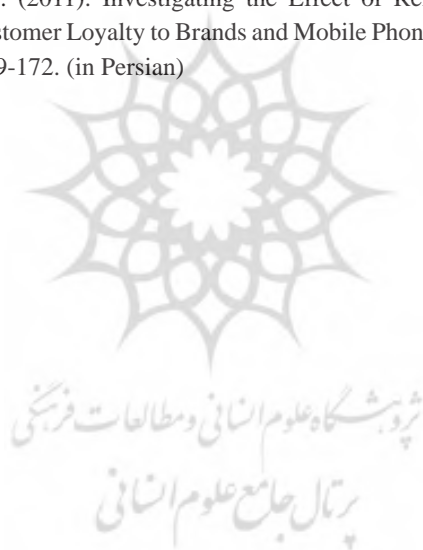 . (2011). Investigating the Effect of Re
stomer Loyalty to Brands and Mobile Phon
9-172. (in Persian)
پژوهشگاه علوم انسانی و مطالعات فرهنگی
پرتال جامع علوم انسانی